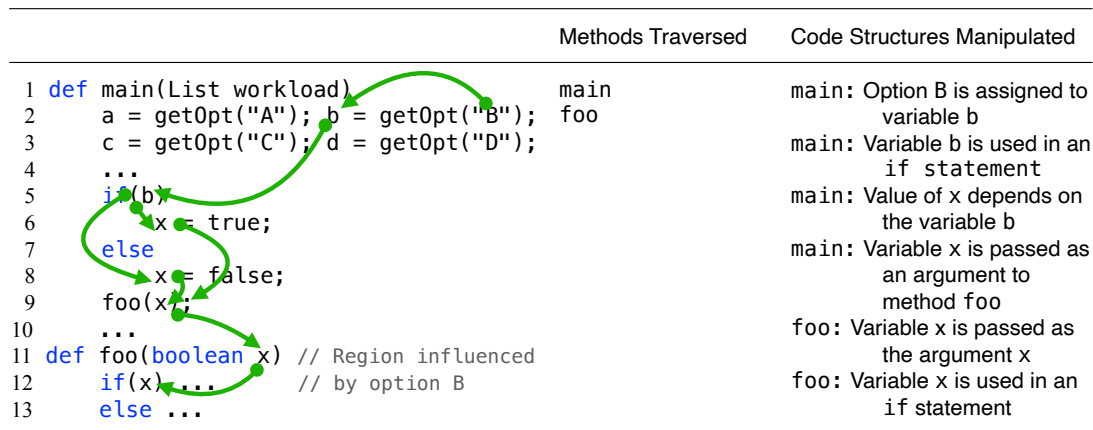 Methods Traversed Code Structures Manipulated
1 def main(List workload) main main: Option B is assigned to
2 a = getOpt("A"); b = getOpt("B"); foo variable b
3 c = getOpt("C"); d = getOpt("D"); main: Variable b is used in an
4 ... if statement
5 if(b) main: Value of x depends on
6 x = true; the variable b
7 else main: Variable x is passed as
8 x = false; an argument to
9 foo(x); method foo
10 ... foo: Variable x is passed as
11 def foo(boolean x) // Region influenced the argument x
12 if(x) ... // by option B foo: Variable x is used in an
13 else ... if statement